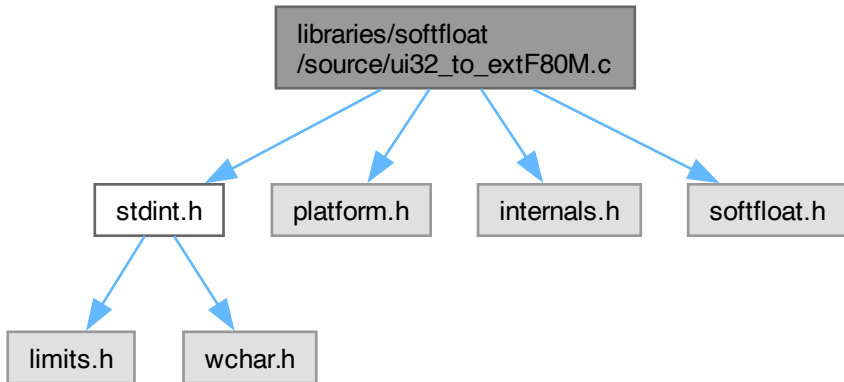 libraries/softfloat
/source/ui32_to_extF80M.c
stdint.h
platform.h
internals.h
softfloat.h
limits.h
wchar.h